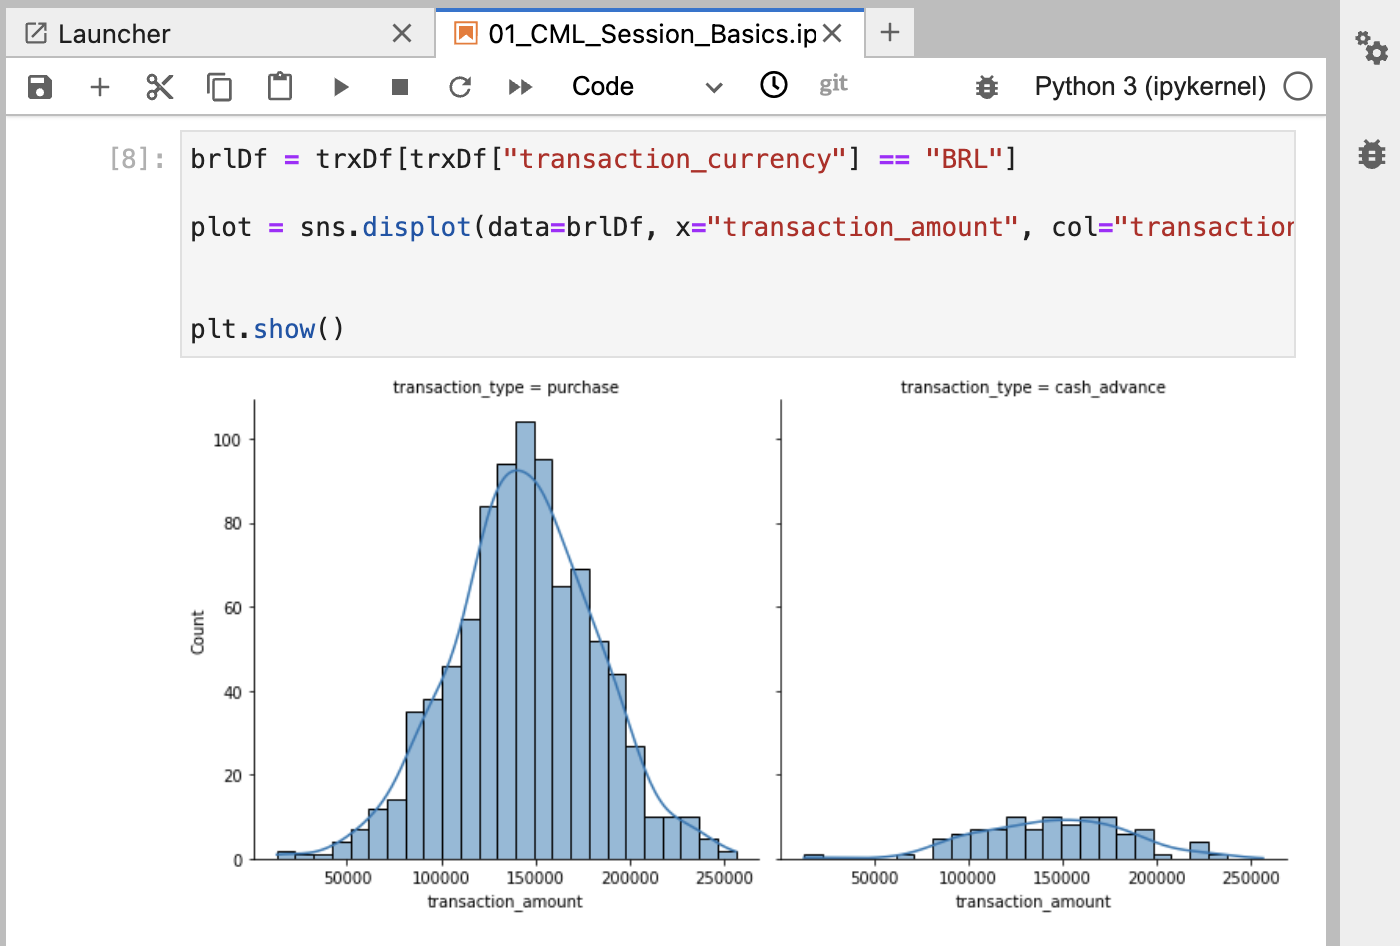 Launcher
01_CML_Session_Basics.ip
Code
git
Python 3 (ipykernel)
[8]:
brlDf = trxDf[trxDf["transaction_currency"] == "BRL"]
plot = sns.displot(data=brlDf, x="transaction_amount", col="transaction
plt.show()
transaction_type = purchase
transaction_type = cash_advance
Count
100
80
60
40
20
0
50000 100000 150000 200000 250000
transaction_amount
50000 100000 150000 200000 250000
transaction_amount